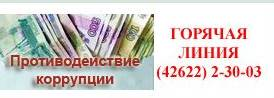 Противодействие
коррупции
ГОРЯЧАЯ
ЛИНИЯ
(42622) 2-30-03